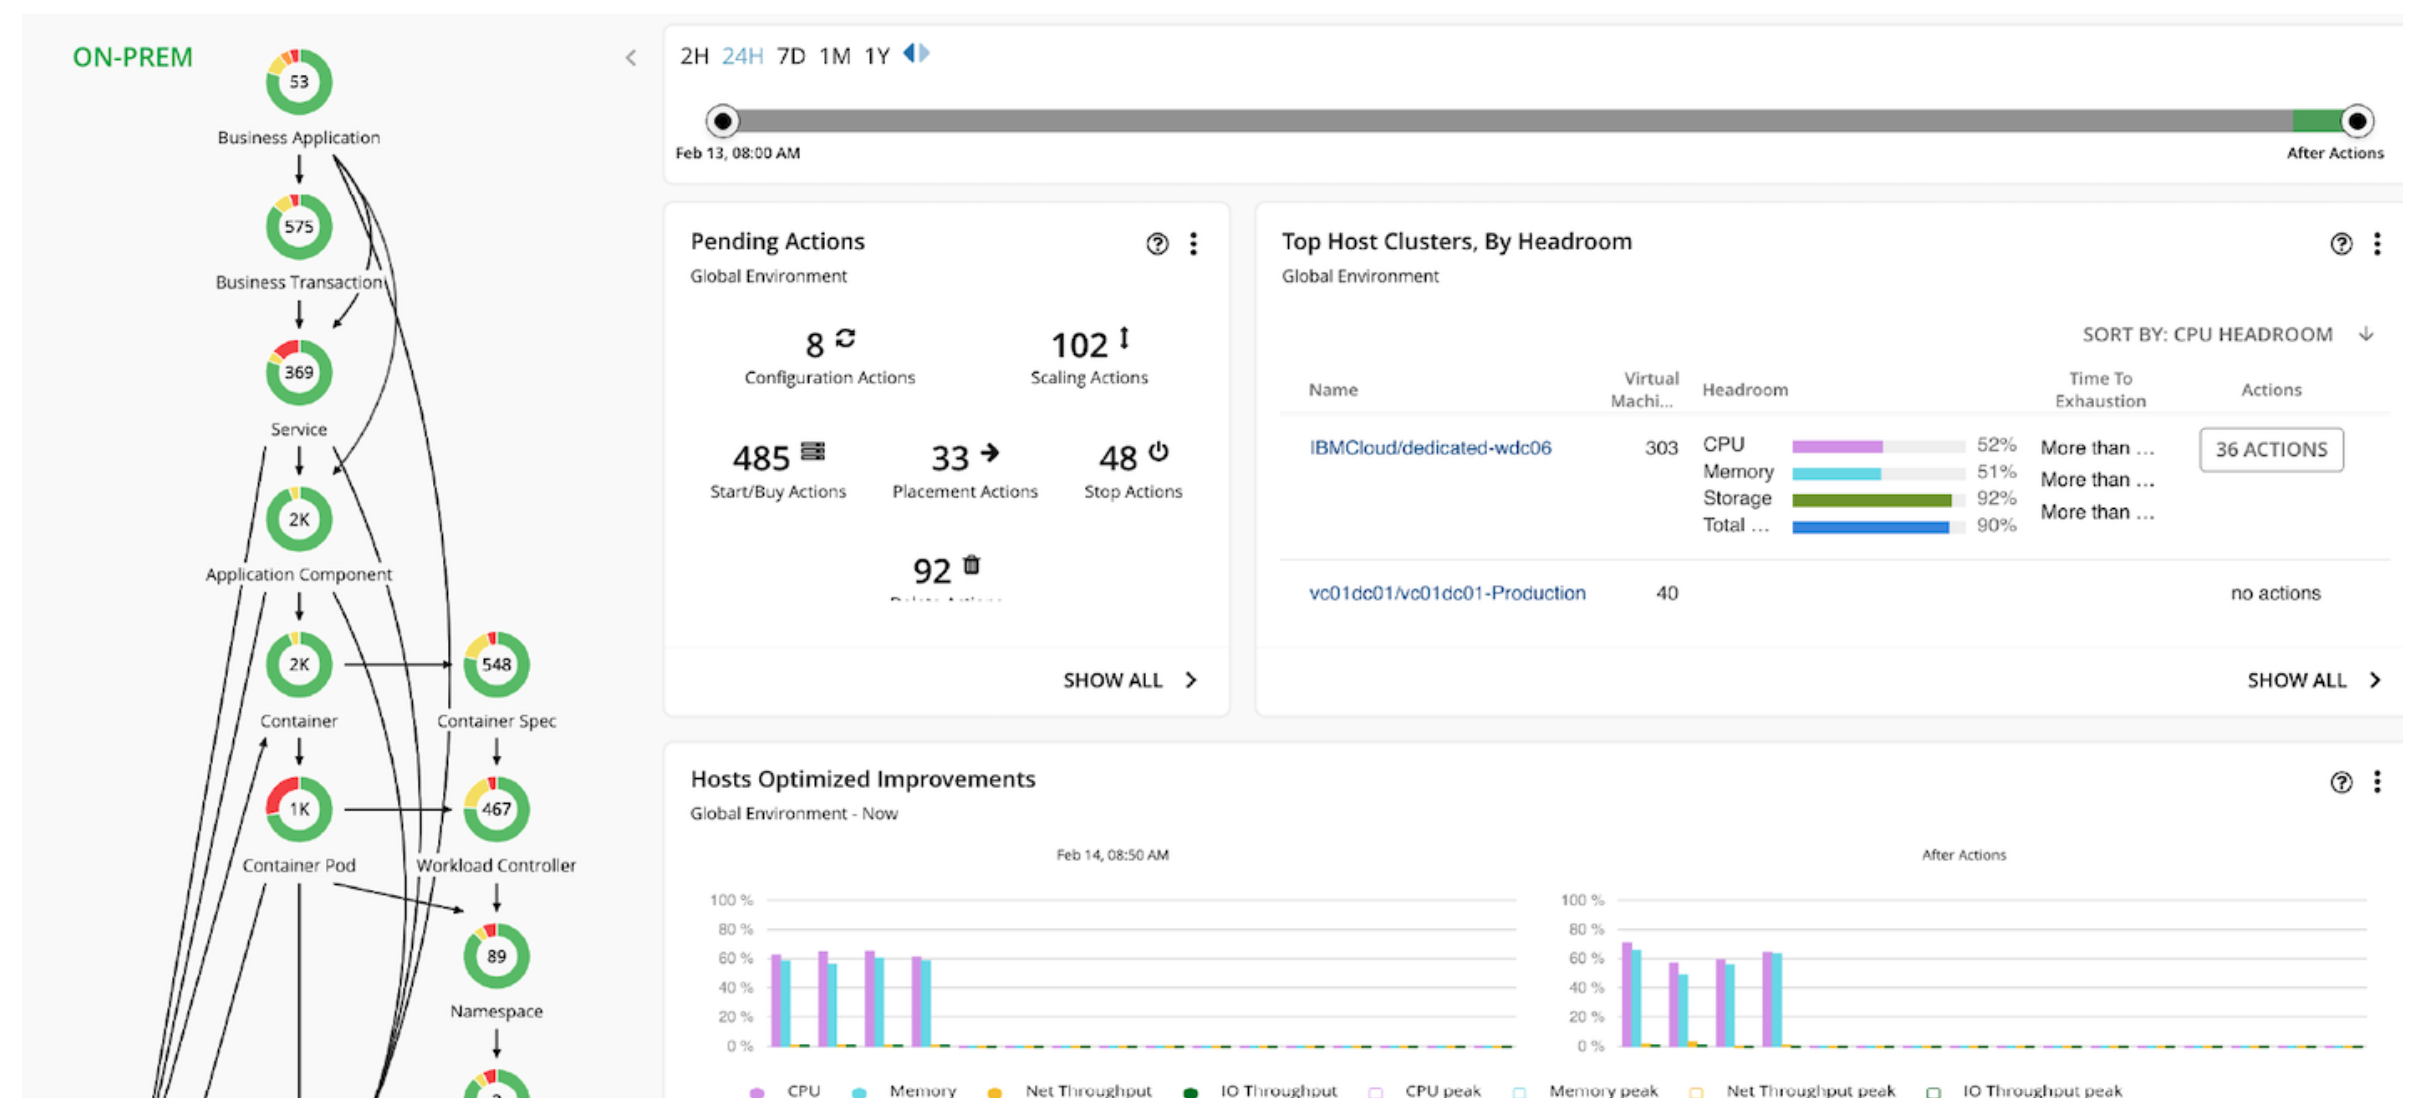 ON-PREM
53
Business Application
575
Business Transaction
369
Service
2K
Application Component
2K
548
Container
Container Spec
1K
467
Container Pod
Workload Controller
89
Namespace
2H 24H 7D 1M 1Y
Feb 13, 08:00 AM
After Actions
Pending Actions
Global Environment
8
102
Configuration Actions
Scaling Actions
485
33
48
Start/Buy Actions
Placement Actions
Stop Actions
92
Delete Actions
SHOW ALL
Top Host Clusters, By Headroom
Global Environment
SORT BY: CPU HEADROOM
Name
Virtual
Machi...
Headroom
Time To
Exhaustion
Actions
IBMCloud/dedicated-wdc06
303
CPU 52% More than ...
Memory 51% More than ...
Storage 92% More than ...
Total ... 90%
36 ACTIONS
vc01dc01/vc01dc01-Production
40
no actions
SHOW ALL
Hosts Optimized Improvements
Global Environment - Now
Feb 14, 08:50 AM
100 %
80 %
60 %
40 %
20 %
0 %
After Actions
100 %
80 %
60 %
40 %
20 %
0 %
CPU Memory Net Throughput IO Throughput CPU peak Memory peak Net Throughput peak IO Throughput peak